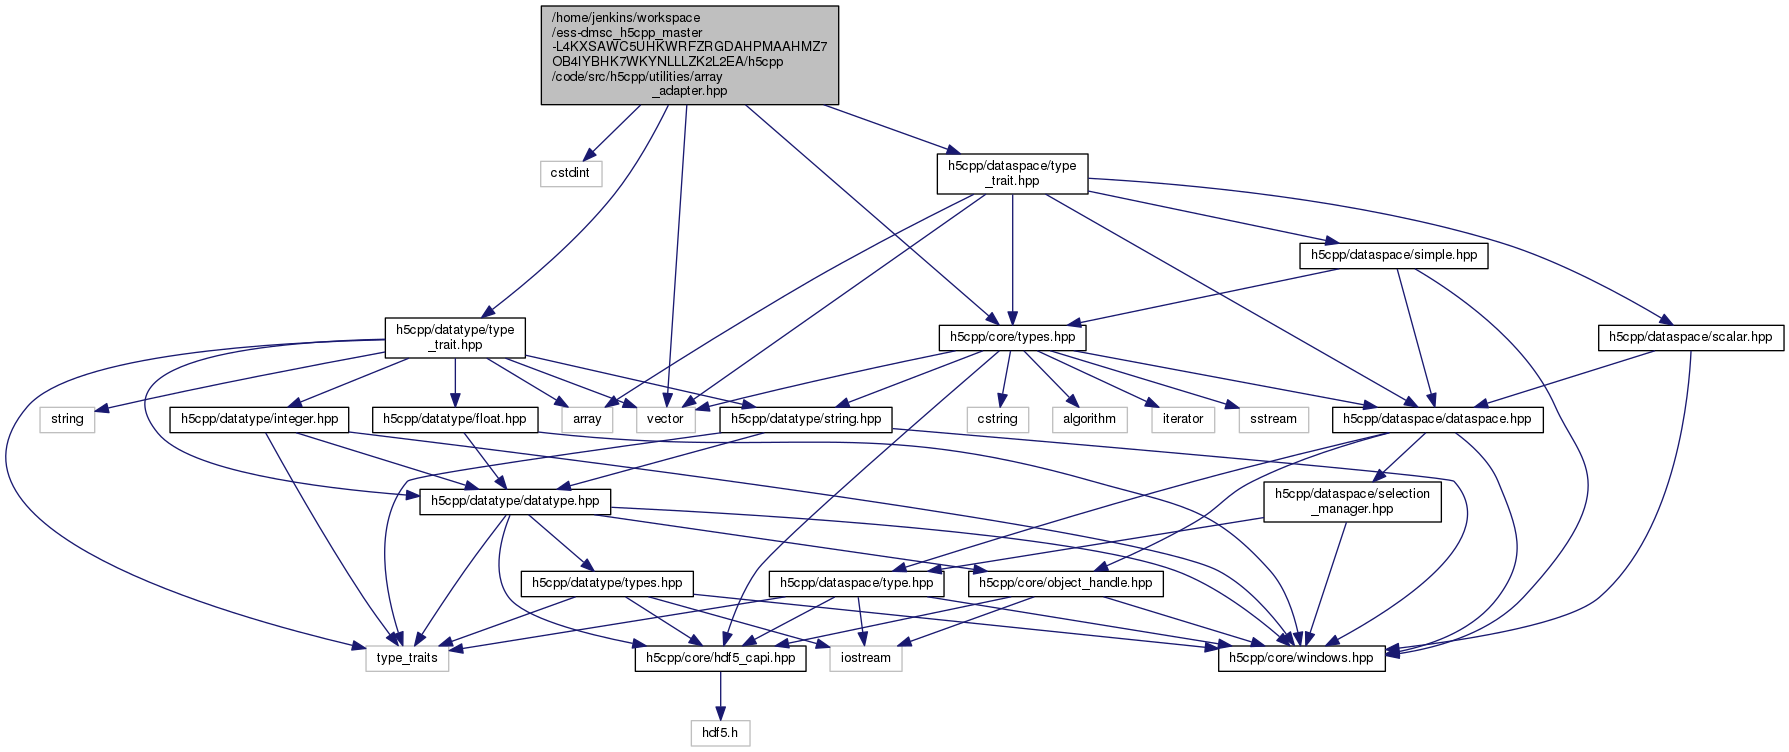 /home/jenkins/workspace
/ess-dmsc_h5cpp_master
-L4KXSAWC5UHKWRFZRGDAHPMAAHMZ7
OB4IYBHK7WKYNLLLZK2L2EA/h5cpp
/code/src/h5cpp/utilities/array
_adapter.hpp
cstdint
h5cpp/dataspace/type
_trait.hpp
h5cpp/dataspace/simple.hpp
h5cpp/datatype/type
_trait.hpp
h5cpp/core/types.hpp
h5cpp/dataspace/scalar.hpp
string
h5cpp/datatype/integer.hpp
h5cpp/datatype/float.hpp
array
vector
h5cpp/datatype/string.hpp
cstring
algorithm
iterator
sstream
h5cpp/dataspace/dataspace.hpp
h5cpp/datatype/datatype.hpp
h5cpp/dataspace/selection
_manager.hpp
h5cpp/datatype/types.hpp
h5cpp/dataspace/type.hpp
h5cpp/core/object_handle.hpp
type_traits
h5cpp/core/hdf5_capi.hpp
iostream
h5cpp/core/windows.hpp
hdf5.h